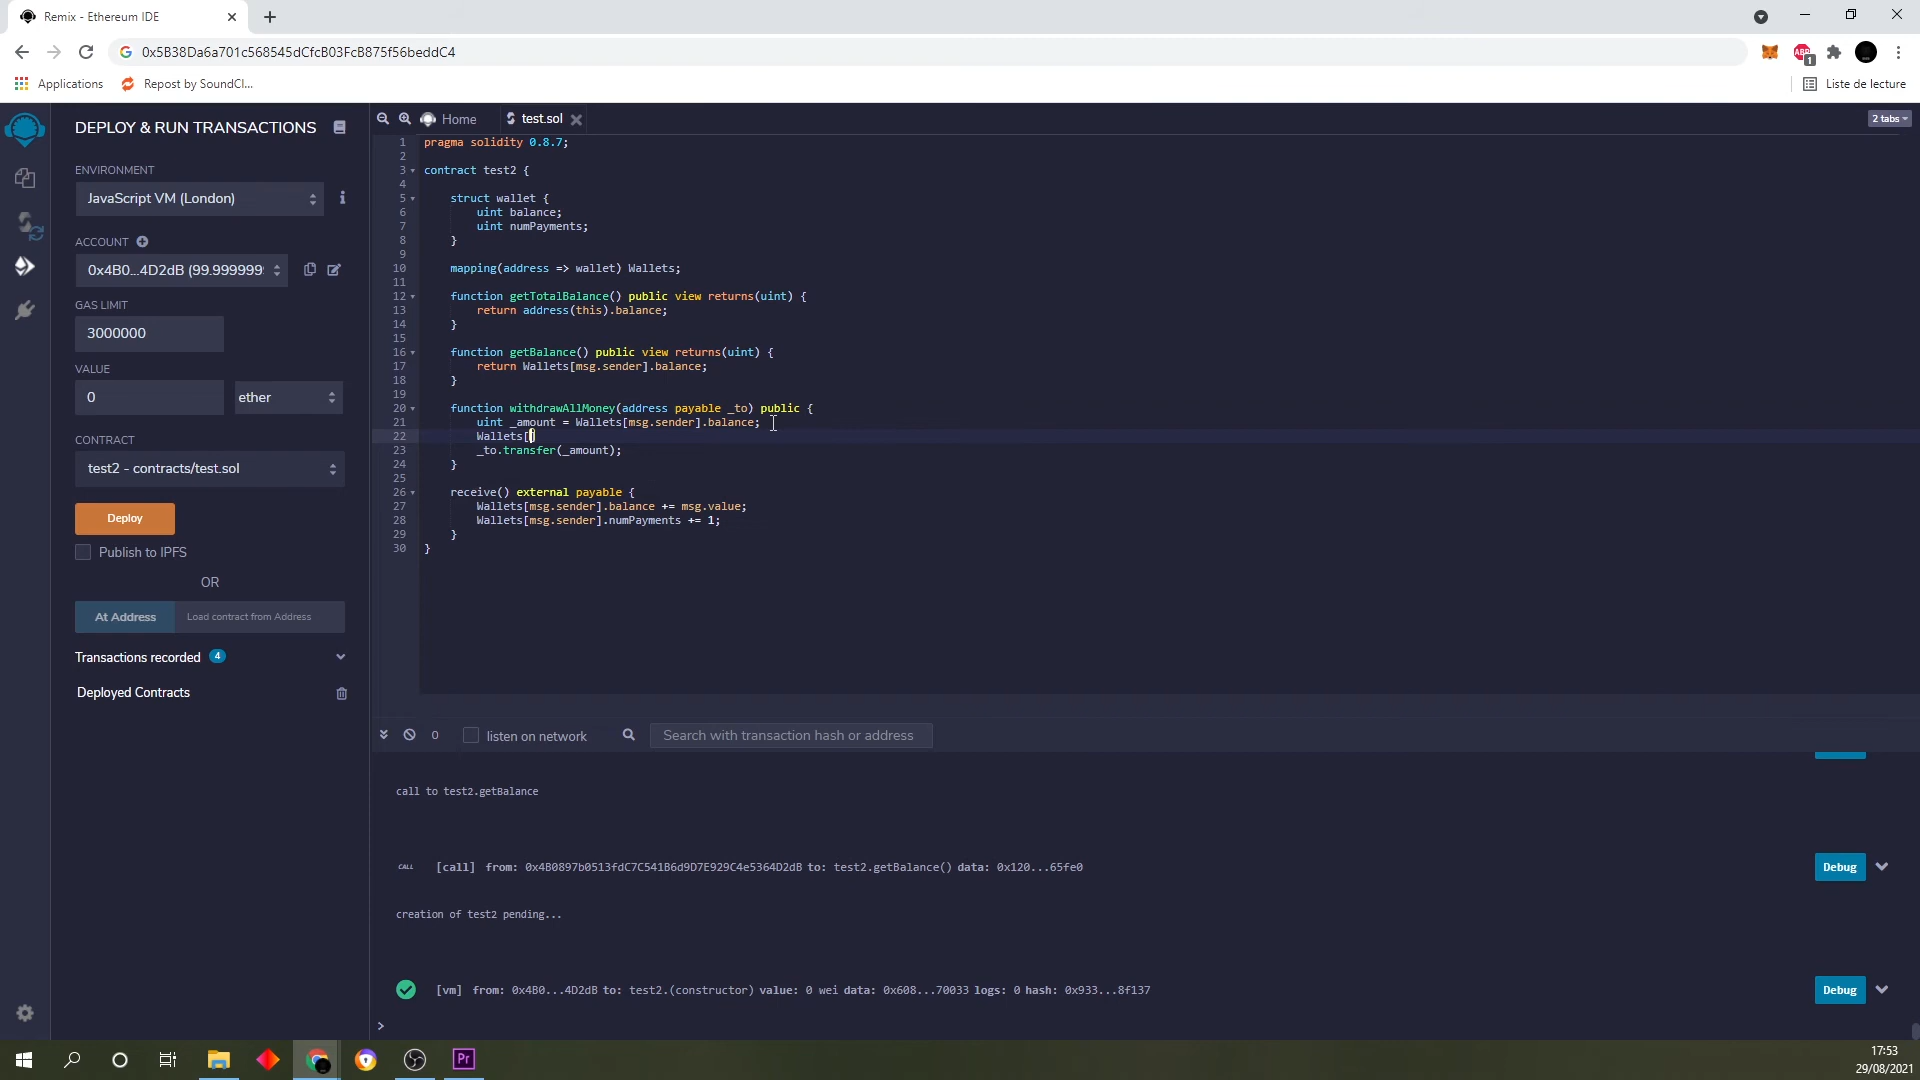 Remix - Ethereum IDE
0x5B38Da6a701c568545dCfcB03FcB875f56beddC4
ABP
1
Applications
Repost by SoundCl...
Liste de lecture
DEPLOY & RUN TRANSACTIONS
ENVIRONMENT
JavaScript VM (London)
ACCOUNT
0x4B0...4D2dB (99.999999
GAS LIMIT
3000000
VALUE
0
ether
CONTRACT
test2 - contracts/test.sol
Deploy
Publish to IPFS
OR
At Address
Load contract from Address
Transactions recorded 4
Deployed Contracts
Home
test.sol
2 tabs
1 pragma solidity 0.8.7;
2
3 contract test2 {
4
5 struct wallet {
6 uint balance;
7 uint numPayments;
8 }
9
10 mapping(address => wallet) Wallets;
11
12 function getTotalBalance() public view returns(uint) {
13 return address(this).balance;
14 }
15
16 function getBalance() public view returns(uint) {
17 return Wallets[msg.sender].balance;
18 }
19
20 function withdrawAllMoney(address payable _to) public {
21 uint _amount = Wallets[msg.sender].balance;
22 Wallets[]
23 _to.transfer(_amount);
24 }
25
26 receive() external payable {
27 Wallets[msg.sender].balance += msg.value;
28 Wallets[msg.sender].numPayments += 1;
29 }
30 }
0
listen on network
Search with transaction hash or address
call to test2.getBalance
CALL [call] from: 0x4B0897b0513fdC7C541B6d9D7E929C4e5364D2dB to: test2.getBalance() data: 0x120...65fe0
Debug
creation of test2 pending...
[vm] from: 0x4B0...4D2dB to: test2.(constructor) value: 0 wei data: 0x608...70033 logs: 0 hash: 0x933...8f137
Debug
>
Pr
17:53
29/08/2021